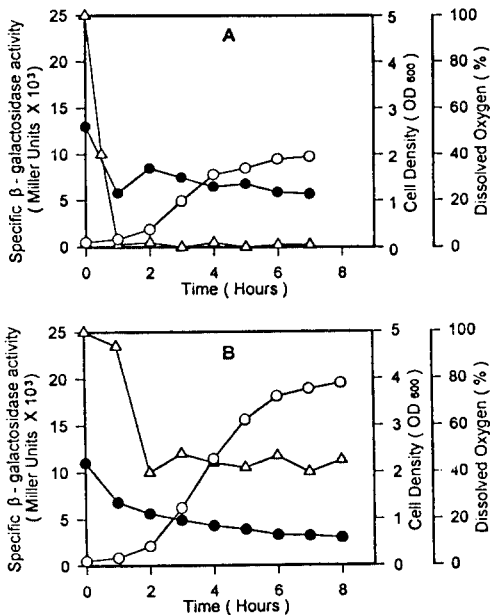 A
Specific β - galactosidase activity
( Miller Units X 10³)
25
20
15
10
5
0
5
4
3
2
1
0
Cell Density ( OD 600 )
100
80
60
40
20
0
Dissolved Oxygen ( % )
0 2 4 6 8
Time ( Hours )
B
Specific β - galactosidase activity
( Miller Units X 10³)
25
20
15
10
5
0
5
4
3
2
1
0
Cell Density ( OD 600 )
100
80
60
40
20
0
Dissolved Oxygen ( % )
0 2 4 6 8
Time ( Hours )